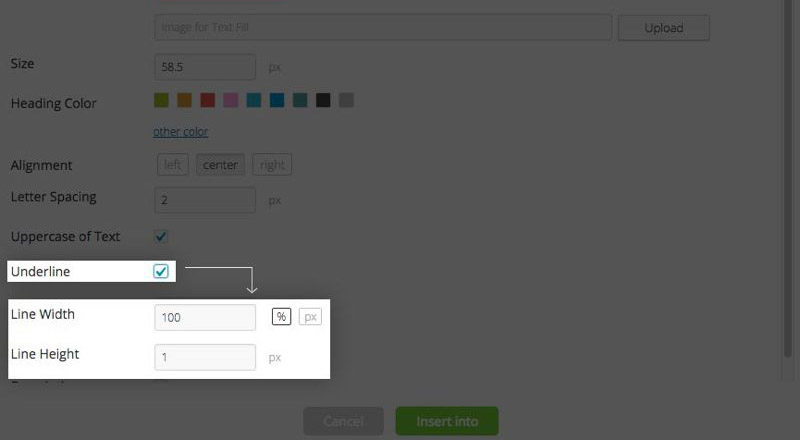 Image for Text Fill Upload
Size 58.5 px
Heading Color
other color
Alignment left center right
Letter Spacing 2 px
Uppercase of Text
Underline
Line Width 100 % px
Line Height 1 px
Cancel Insert into